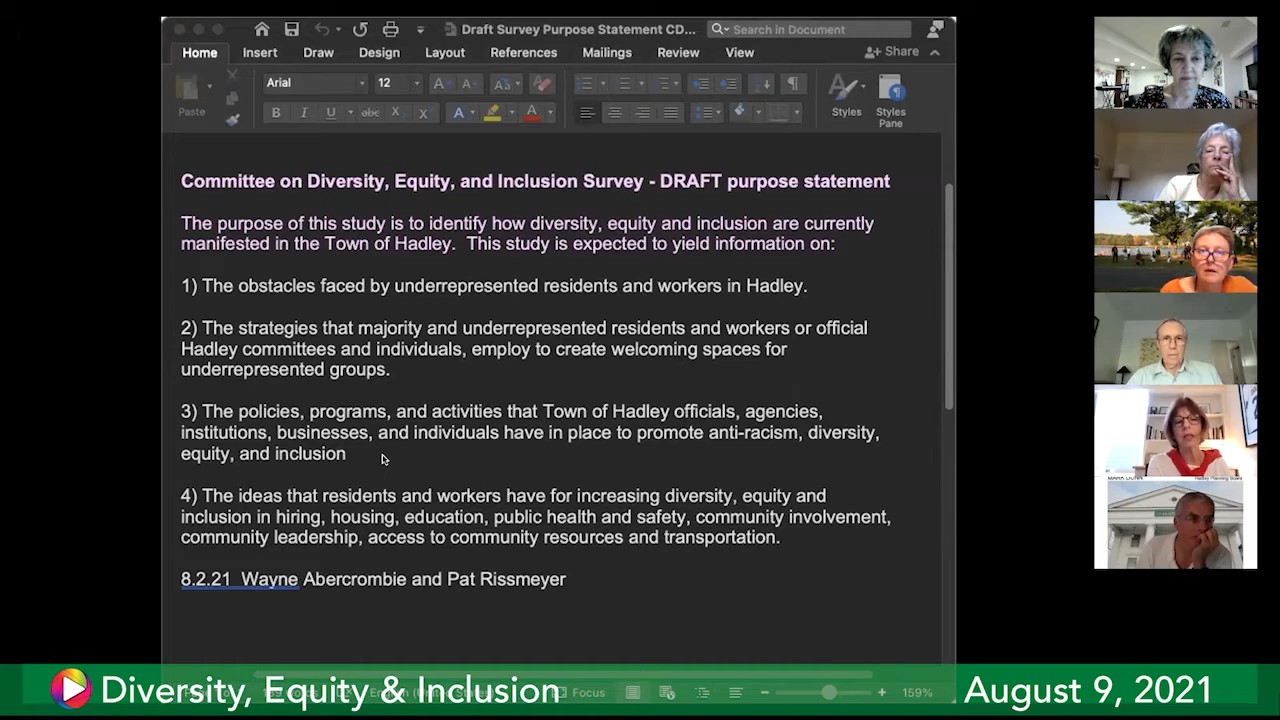 Draft Survey Purpose Statement CD...
Search in Document
Home Insert Draw Design Layout References Mailings Review View
Share
Paste
Arial 12
Styles
Styles Pane
Committee on Diversity, Equity, and Inclusion Survey - DRAFT purpose statement
The purpose of this study is to identify how diversity, equity and inclusion are currently
manifested in the Town of Hadley. This study is expected to yield information on:
1) The obstacles faced by underrepresented residents and workers in Hadley.
2) The strategies that majority and underrepresented residents and workers or official
Hadley committees and individuals, employ to create welcoming spaces for
underrepresented groups.
3) The policies, programs, and activities that Town of Hadley officials, agencies,
institutions, businesses, and individuals have in place to promote anti-racism, diversity,
equity, and inclusion
4) The ideas that residents and workers have for increasing diversity, equity and
inclusion in hiring, housing, education, public health and safety, community involvement,
community leadership, access to community resources and transportation.
8.2.21 Wayne Abercrombie and Pat Rissmeyer
Hadley Planning Board
Focus
159%
Diversity, Equity & Inclusion
August 9, 2021